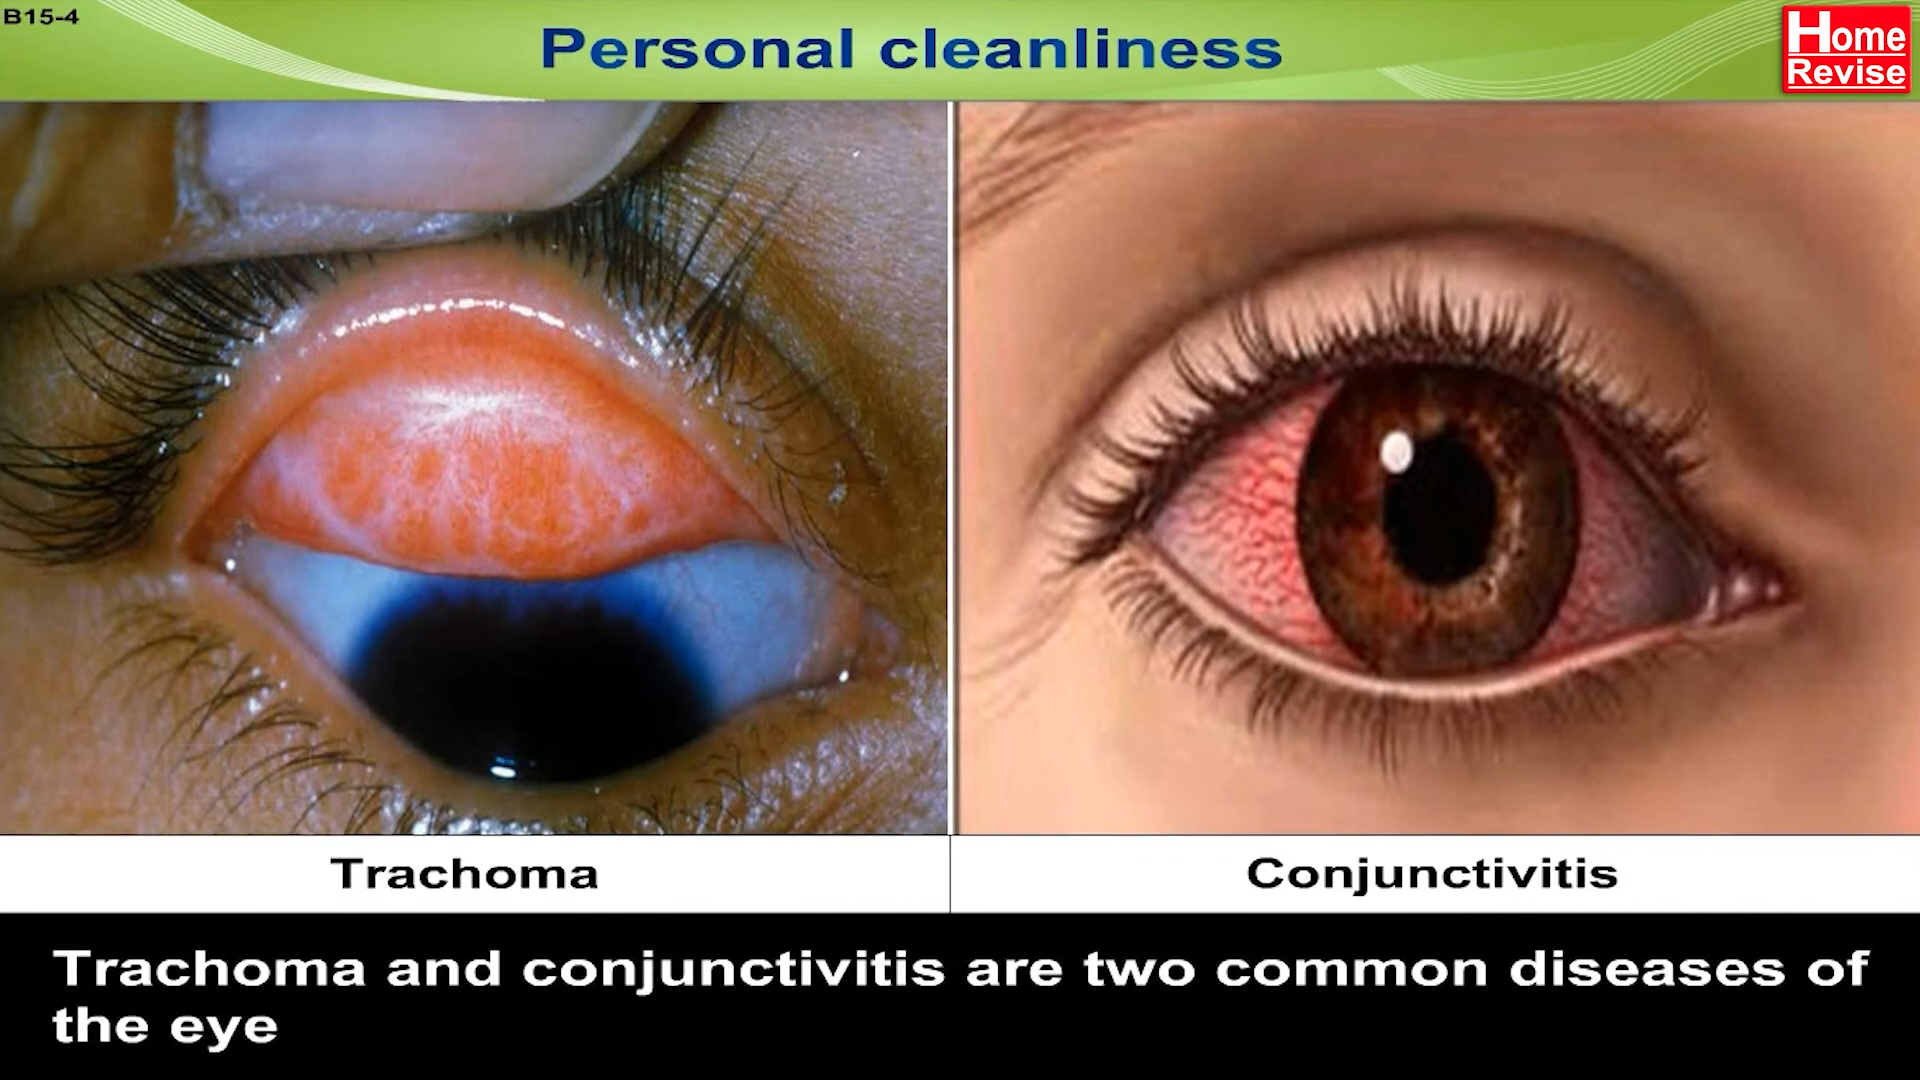 B15-4
Personal cleanliness
Home
Revise
Trachoma
Conjunctivitis
Trachoma and conjunctivitis are two common diseases of
the eye